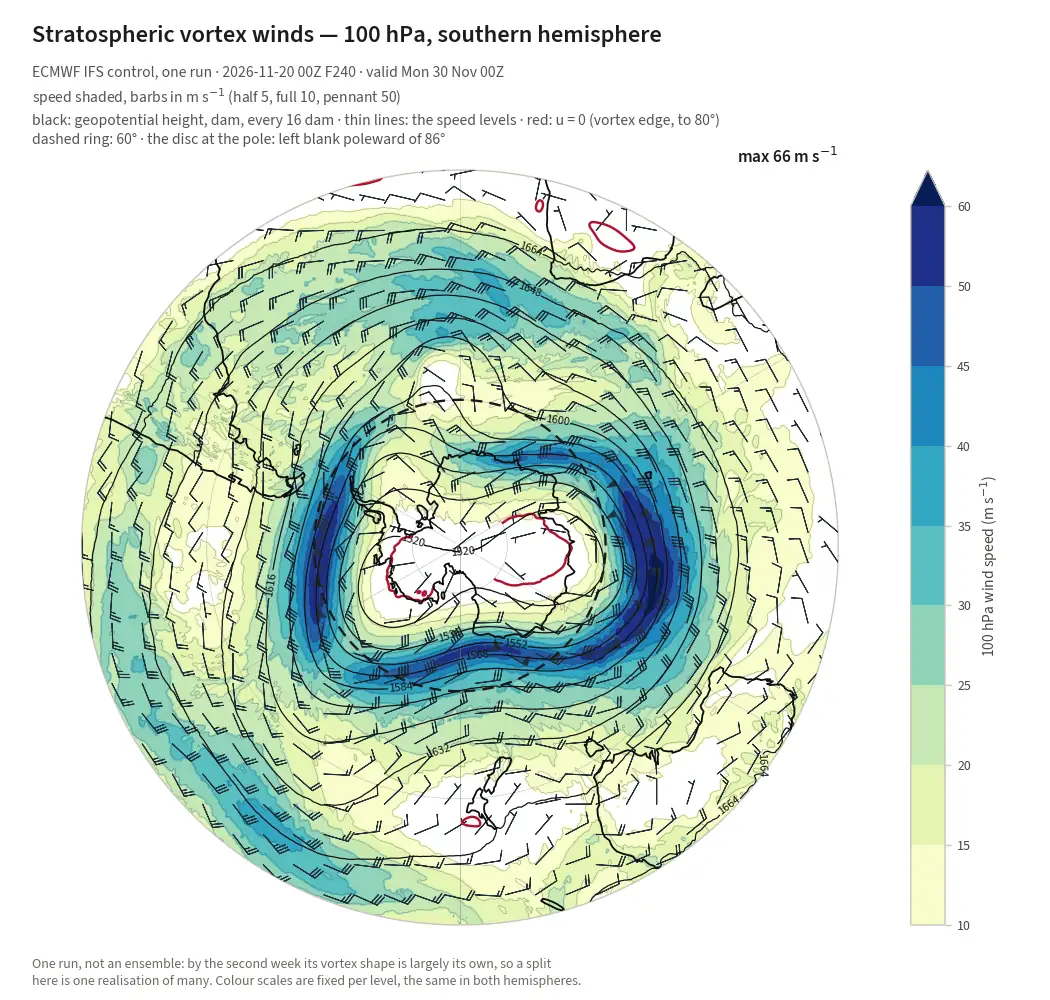 Stratospheric vortex winds — 100 hPa, southern hemisphere
ECMWF IFS control, one run · 2026-11-20 00Z F240 · valid Mon 30 Nov 00Z
speed shaded, barbs in m s⁻¹ (half 5, full 10, pennant 50)
black: geopotential height, dam, every 16 dam · thin lines: the speed levels · red: u = 0 (vortex edge, to 80°)
dashed ring: 60° · the disc at the pole: left blank poleward of 86°
max 66 m s⁻¹
1664
1648
1600
1520
1520
1616
1552
1568
1584
1632
1664
1664
60
50
45
40
35
30
25
20
15
10
100 hPa wind speed (m s⁻¹)
One run, not an ensemble: by the second week its vortex shape is largely its own, so a split
here is one realisation of many. Colour scales are fixed per level, the same in both hemispheres.